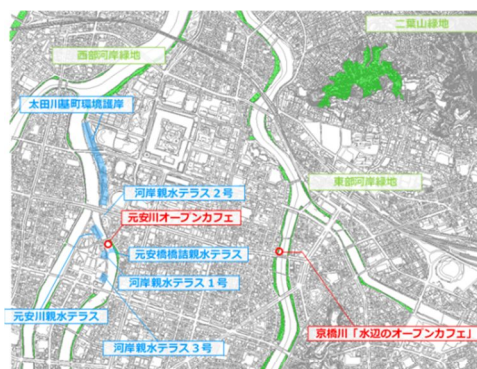 二葉山緑地
西部河岸緑地
太田川基町環境護岸
東部河岸緑地
河岸親水テラス２号
元安川オープンカフェ
元安橋橋詰親水テラス
河岸親水テラス１号
元安川親水テラス
京橋川「水辺のオープンカフェ」
河岸親水テラス３号